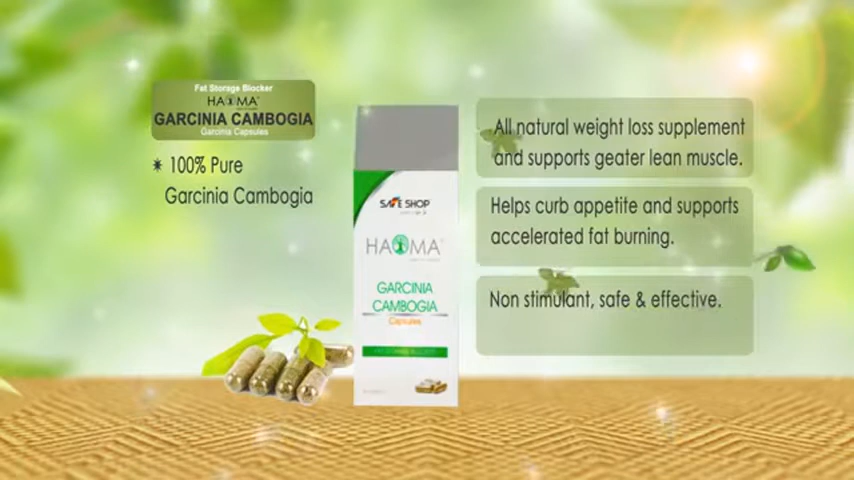 Fat Storage Blocker
HAOMA
GARCINIA CAMBOGIA
Garcinia Capsules
✷ 100% Pure
Garcinia Cambogia
SAFE SHOP
HAOMA
GARCINIA
CAMBOGIA
Capsules
All natural weight loss supplement
and supports geater lean muscle.
Helps curb appetite and supports
accelerated fat burning.
Non stimulant, safe & effective.